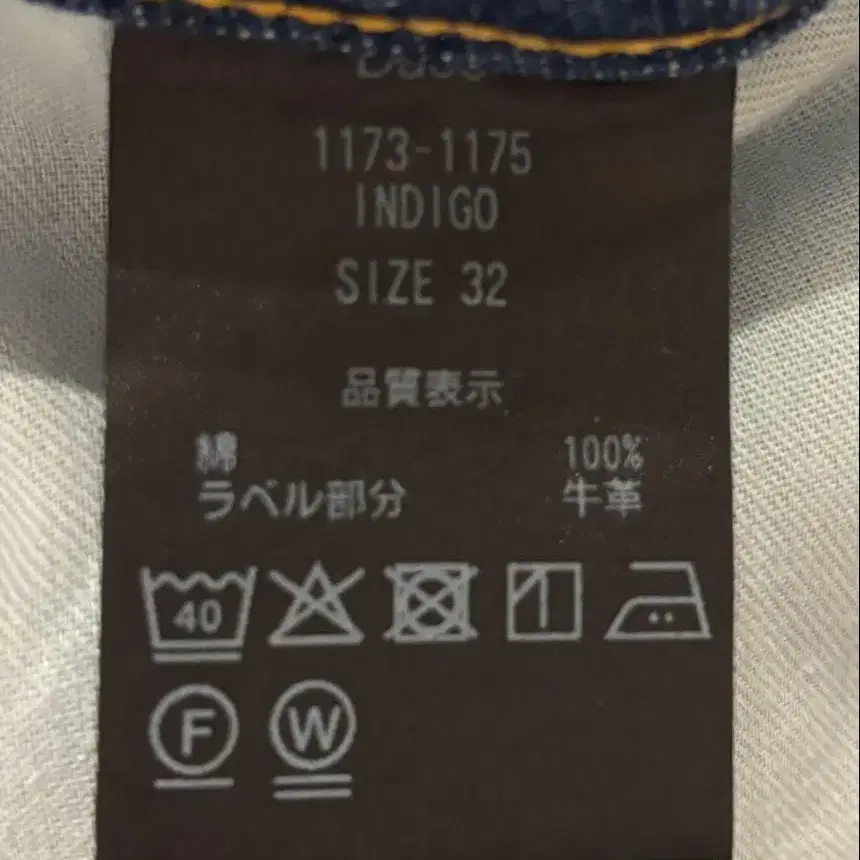 1173-1175
INDIGO
SIZE 32
品質表示
綿 100%
ラベル部分 牛革
40
F W